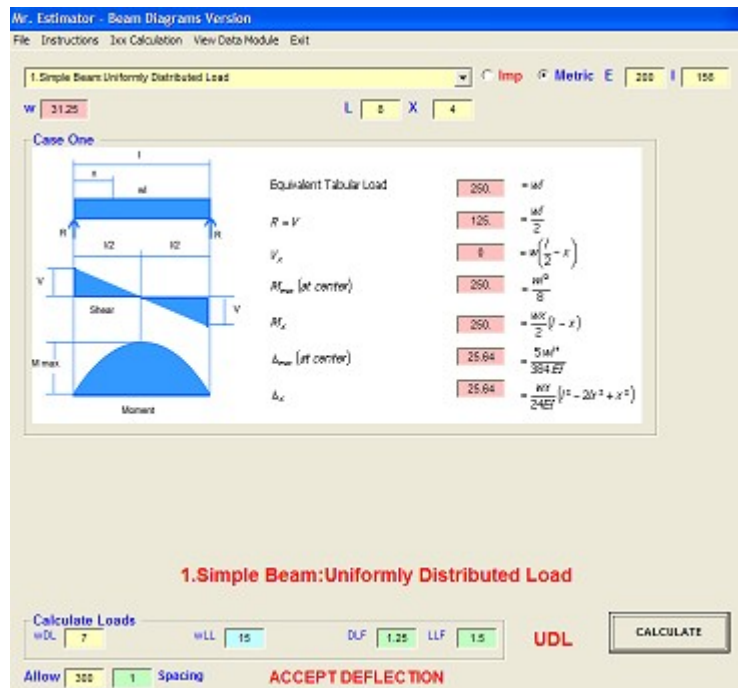 Mr. Estimator - Beam Diagrams Version
File Instructions Ixx Calculation View Data Module Exit
1.Simple Beam:Uniformly Distributed Load Imp Metric E 200 I 156
w 31.25 L 8 X 4
Case One
l
x
wl
R
R
l/2 l/2
V
Shear
V
M max
Moment
Equivalent Tabular Load 250. = wl
R = V 125. = wl/2
Vx 0 = w(l/2 - x)
Mmax (at center) 250. = wl²/8
Mx 250. = wx/2 (l - x)
Δmax (at center) 25.64 = 5wl⁴/384EI
Δx 25.64 = wx/24EI (l³ - 2lx² + x³)
1.Simple Beam:Uniformly Distributed Load
Calculate Loads
wDL 7 wLL 15 DLF 1.25 LLF 1.5 UDL CALCULATE
Allow 300 1 Spacing ACCEPT DEFLECTION